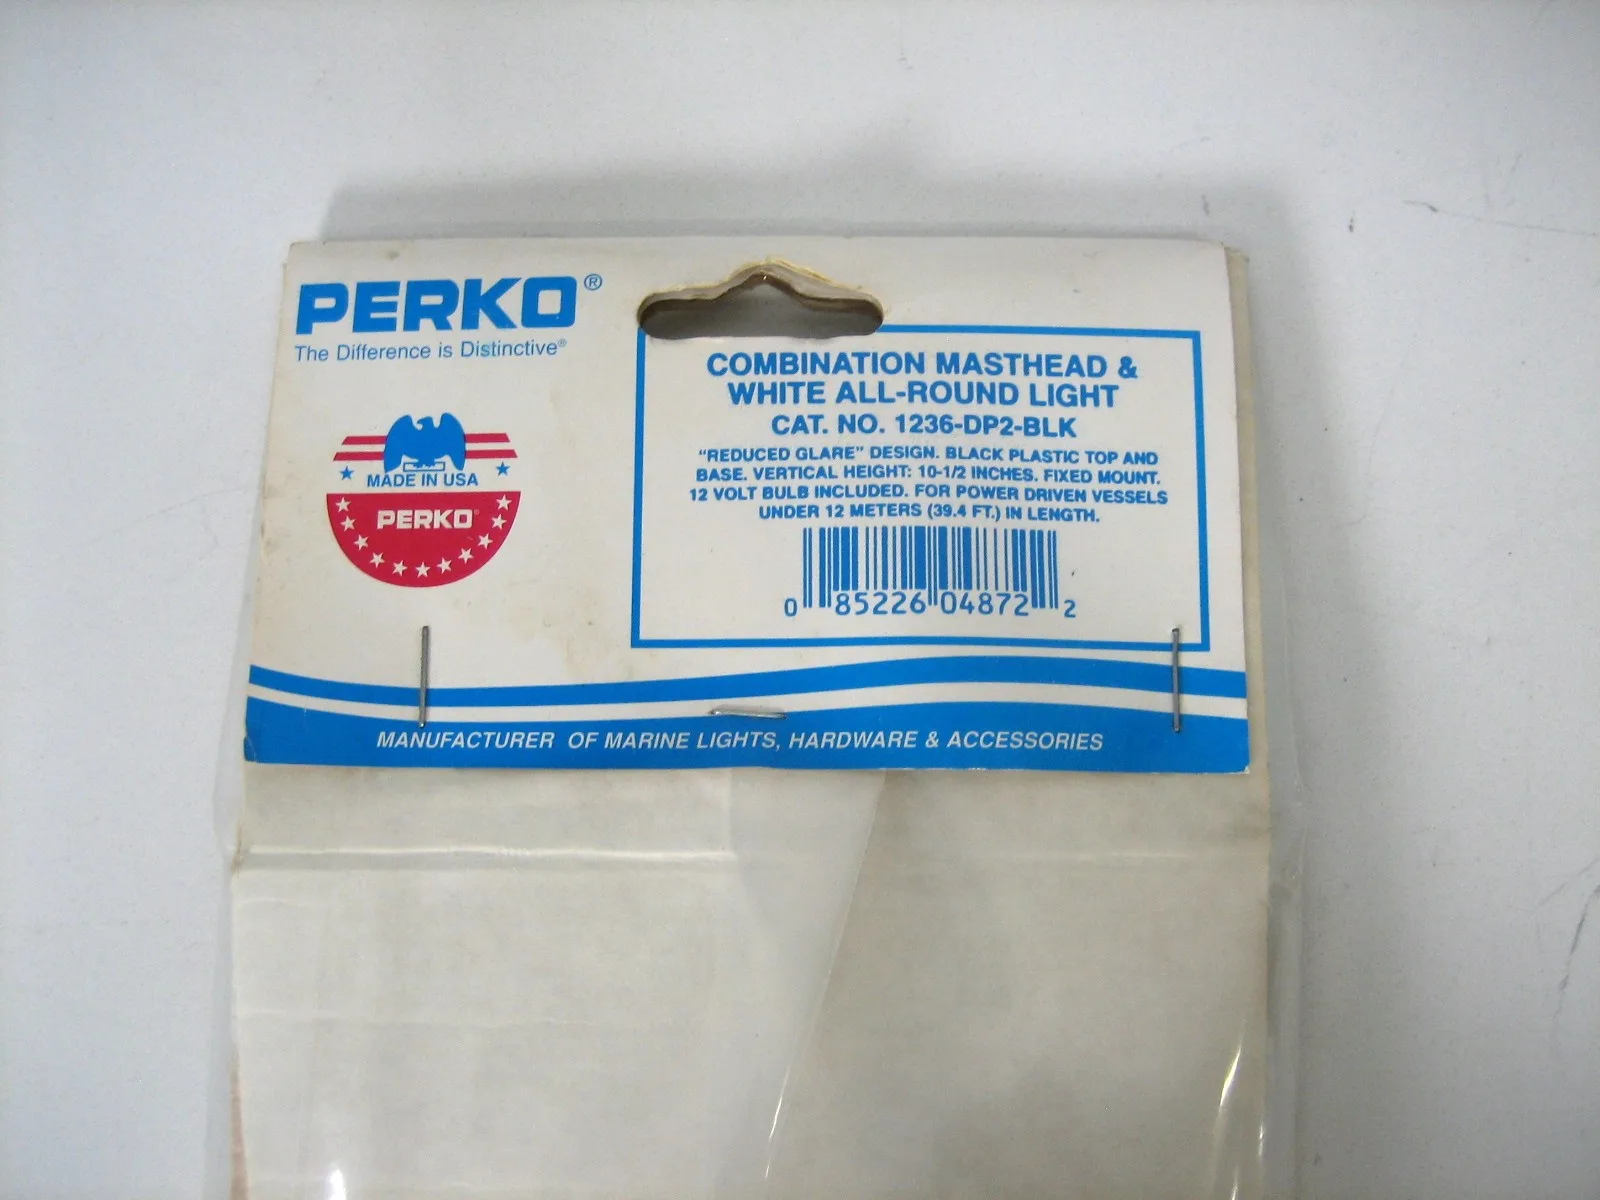 PERKO®
The Difference is Distinctive®
MADE IN USA
PERKO®
COMBINATION MASTHEAD &
WHITE ALL-ROUND LIGHT
CAT. NO. 1236-DP2-BLK
"REDUCED GLARE" DESIGN. BLACK PLASTIC TOP AND
BASE. VERTICAL HEIGHT: 10-1/2 INCHES. FIXED MOUNT.
12 VOLT BULB INCLUDED. FOR POWER DRIVEN VESSELS
UNDER 12 METERS (39.4 FT.) IN LENGTH.
0 85226 04872 2
MANUFACTURER OF MARINE LIGHTS, HARDWARE & ACCESSORIES